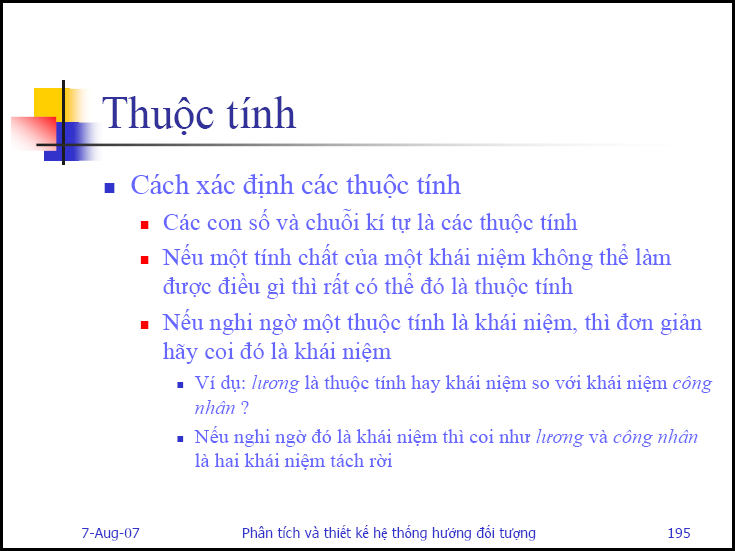 Thuộc tính
Cách xác định các thuộc tính
Các con số và chuỗi kí tự là các thuộc tính
Nếu một tính chất của một khái niệm không thể làm
được điều gì thì rất có thể đó là thuộc tính
Nếu nghi ngờ một thuộc tính là khái niệm, thì đơn giản
hãy coi đó là khái niệm
Ví dụ: lương là thuộc tính hay khái niệm so với khái niệm công
nhân ?
Nếu nghi ngờ đó là khái niệm thì coi như lương và công nhân
là hai khái niệm tách rời
7-Aug-07 Phân tích và thiết kế hệ thống hướng đối tượng 195